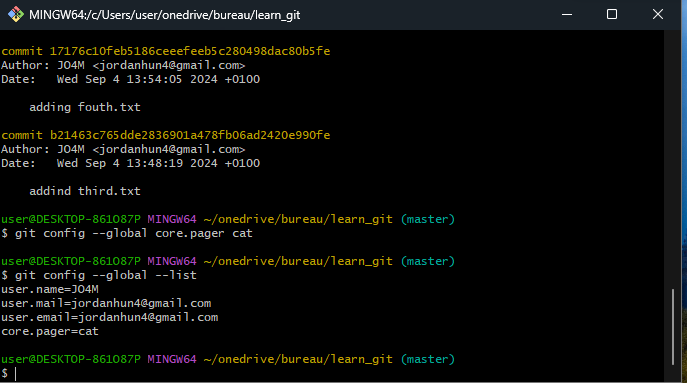 MINGW64:/c/Users/user/onedrive/bureau/learn_git
commit 17176c10feb5186ceeefeeb5c280498dac80b5fe
Author: JO4M <jordanhun4@gmail.com>
Date:   Wed Sep 4 13:54:05 2024 +0100
    adding fouth.txt
commit b21463c765dde2836901a478fb06ad2420e990fe
Author: JO4M <jordanhun4@gmail.com>
Date:   Wed Sep 4 13:48:19 2024 +0100
    addind third.txt
user@DESKTOP-861O87P MINGW64 ~/onedrive/bureau/learn_git (master)
$ git config --global core.pager cat
user@DESKTOP-861O87P MINGW64 ~/onedrive/bureau/learn_git (master)
$ git config --global --list
user.name=JO4M
user.mail=jordanhun4@gmail.com
user.email=jordanhun4@gmail.com
core.pager=cat
user@DESKTOP-861O87P MINGW64 ~/onedrive/bureau/learn_git (master)
$